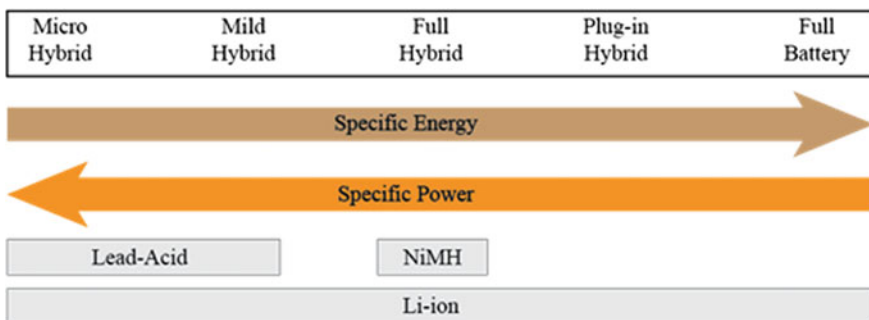 Micro Mild Full Plug-in Full
Hybrid Hybrid Hybrid Hybrid Battery
Specific Energy
Specific Power
Lead-Acid NiMH
Li-ion